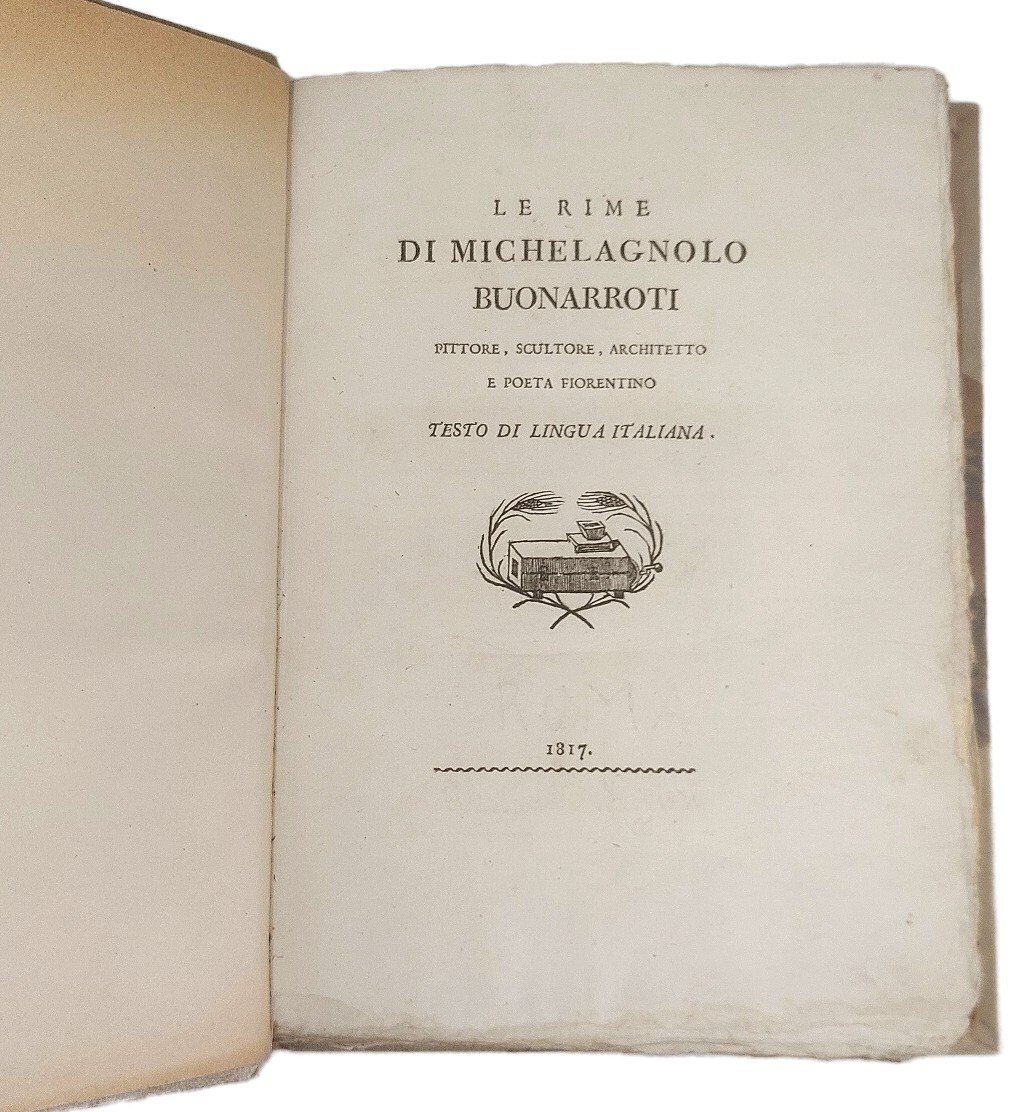 LE RIME
DI MICHELAGNOLO
BUONARROTI
PITTORE, SCULTORE, ARCHITETTO
E POETA FIORENTINO
TESTO DI LINGUA ITALIANA.
1817.